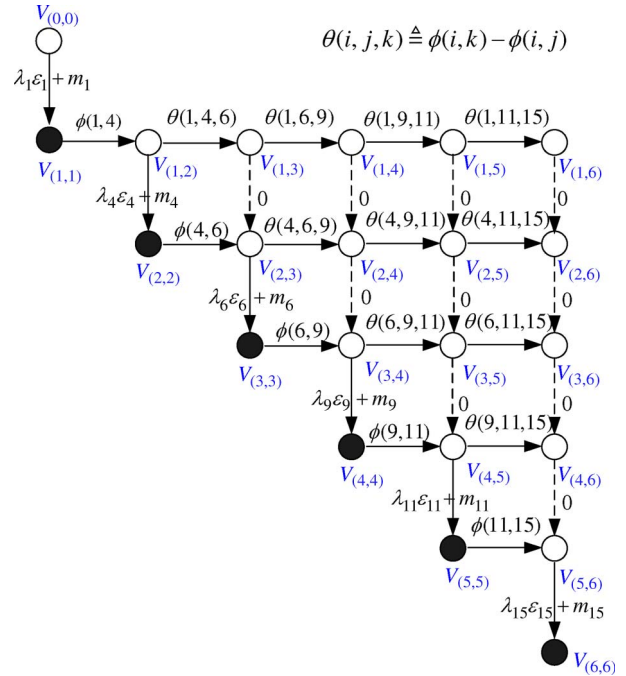 V(0,0)
θ(i, j, k) ≜ ϕ(i, k) − ϕ(i, j)
λ1ε1 + m1
ϕ(1,4) θ(1,4,6) θ(1,6,9) θ(1,9,11) θ(1,11,15)
V(1,1) V(1,2) V(1,3) V(1,4) V(1,5) V(1,6)
λ4ε4 + m4 0 0 0 0
ϕ(4,6) θ(4,6,9) θ(4,9,11) θ(4,11,15)
V(2,2) V(2,3) V(2,4) V(2,5) V(2,6)
λ6ε6 + m6 0 0 0
ϕ(6,9) θ(6,9,11) θ(6,11,15)
V(3,3) V(3,4) V(3,5) V(3,6)
λ9ε9 + m9 0 0
ϕ(9,11) θ(9,11,15)
V(4,4) V(4,5) V(4,6)
λ11ε11 + m11 0
ϕ(11,15)
V(5,5) V(5,6)
λ15ε15 + m15
V(6,6)